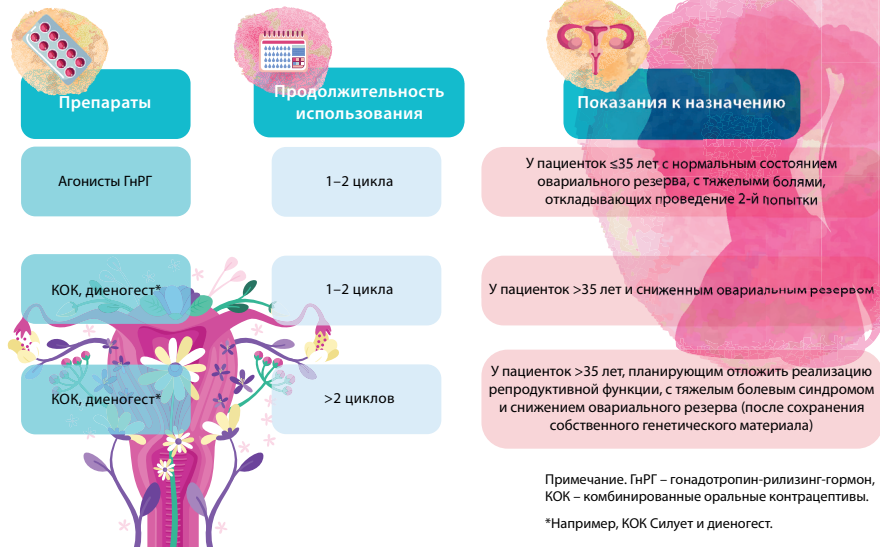 Препараты
Продолжительность
использования
Показания к назначению
Агонисты ГнРГ
1–2 цикла
У пациенток ≤35 лет с нормальным состоянием
овариального резерва, с тяжелыми болями,
откладывающих проведение 2-й попытки
КОК, диеногест*
1–2 цикла
У пациенток >35 лет и сниженным овариальным резервом
КОК, диеногест*
>2 циклов
У пациенток >35 лет, планирующим отложить реализацию
репродуктивной функции, с тяжелым болевым синдромом
и снижением овариального резерва (после сохранения
собственного генетического материала)
Примечание. ГнРГ – гонадотропин-рилизинг-гормон,
КОК – комбинированные оральные контрацептивы.
*Например, КОК Силует и диеногест.